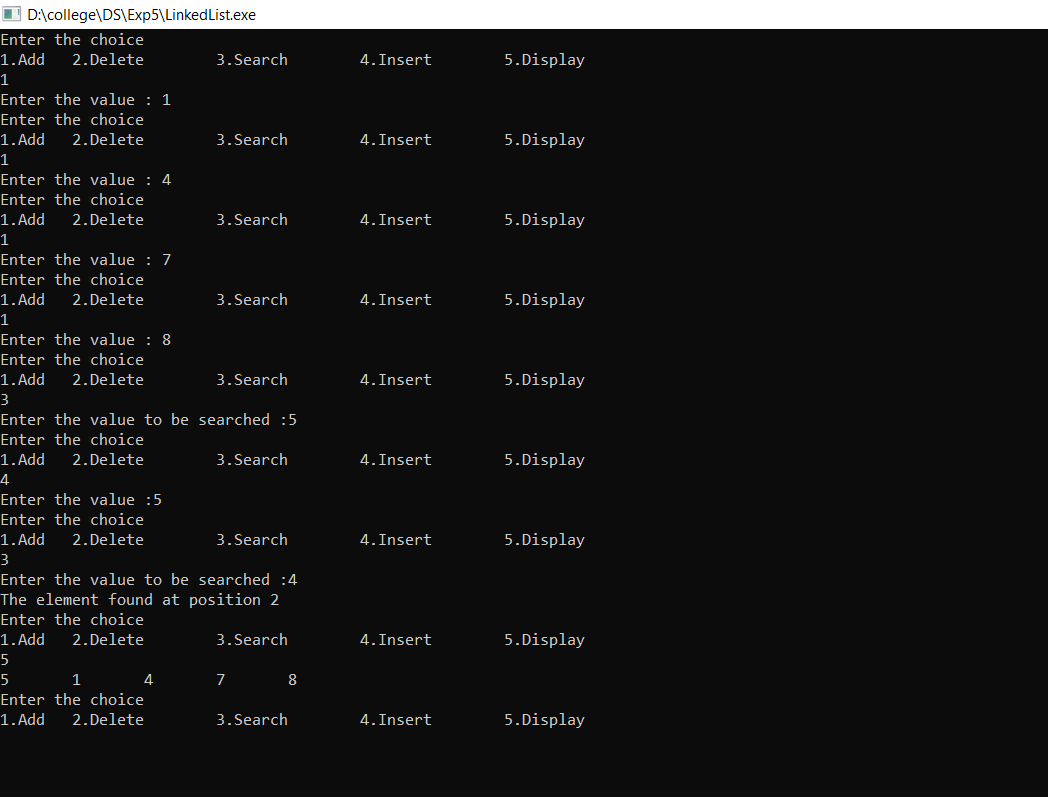 D:\college\DS\Exp5\LinkedList.exe
Enter the choice
1.Add   2.Delete        3.Search        4.Insert        5.Display
1
Enter the value : 1
Enter the choice
1.Add   2.Delete        3.Search        4.Insert        5.Display
1
Enter the value : 4
Enter the choice
1.Add   2.Delete        3.Search        4.Insert        5.Display
1
Enter the value : 7
Enter the choice
1.Add   2.Delete        3.Search        4.Insert        5.Display
1
Enter the value : 8
Enter the choice
1.Add   2.Delete        3.Search        4.Insert        5.Display
3
Enter the value to be searched :5
Enter the choice
1.Add   2.Delete        3.Search        4.Insert        5.Display
4
Enter the value :5
Enter the choice
1.Add   2.Delete        3.Search        4.Insert        5.Display
3
Enter the value to be searched :4
The element found at position 2
Enter the choice
1.Add   2.Delete        3.Search        4.Insert        5.Display
5
5       1       4       7       8
Enter the choice
1.Add   2.Delete        3.Search        4.Insert        5.Display